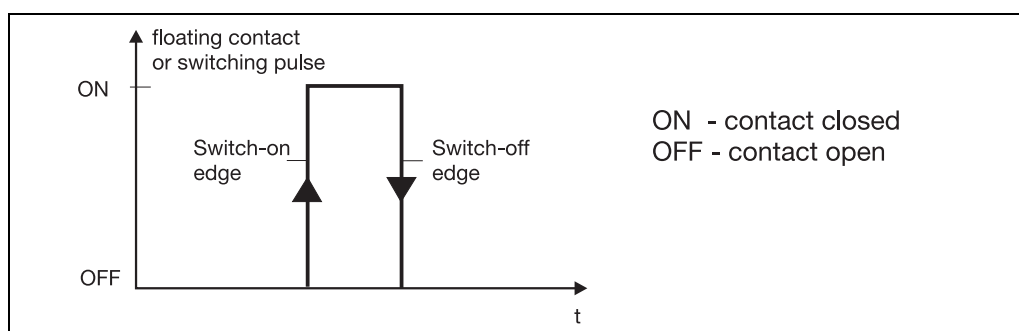 floating contact
or switching pulse
ON
Switch-on
edge
Switch-off
edge
OFF
t
ON - contact closed
OFF - contact open